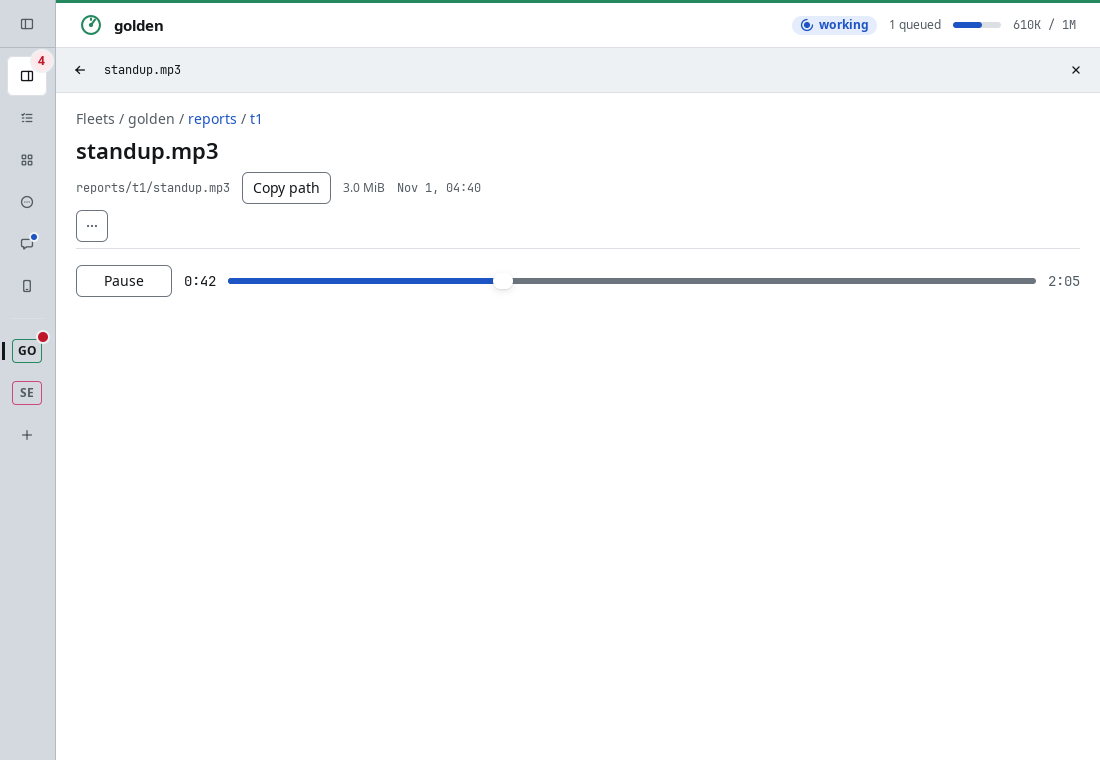 golden
working
1 queued
610K / 1M
4
standup.mp3
Fleets / golden / reports / t1
standup.mp3
reports/t1/standup.mp3
Copy path
3.0 MiB
Nov 1, 04:40
...
Pause
0:42
2:05
GO
SE